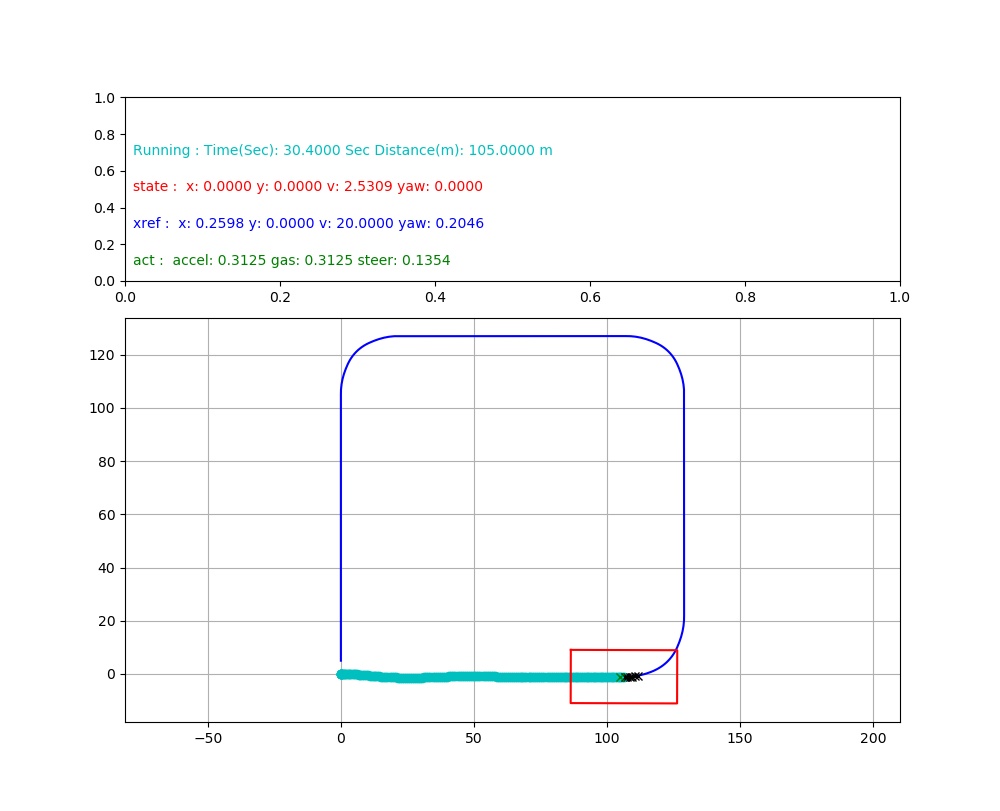 1.0
0.8
Running : Time(Sec): 30.4000 Sec Distance(m): 105.0000 m
0.6
state :  x: 0.0000 y: 0.0000 v: 2.5309 yaw: 0.0000
0.4
xref :  x: 0.2598 y: 0.0000 v: 20.0000 yaw: 0.2046
0.2
act :  accel: 0.3125 gas: 0.3125 steer: 0.1354
0.0
0.0 0.2 0.4 0.6 0.8 1.0
120
100
80
60
40
20
0
−50 0 50 100 150 200